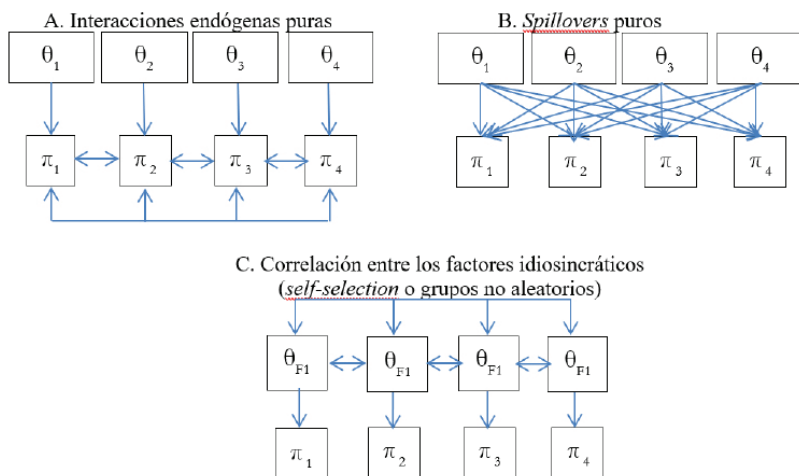 A. Interacciones endógenas puras
θ1 θ2 θ3 θ4
π1 π2 π3 π4
B. Spillovers puros
θ1 θ2 θ3 θ4
π1 π2 π3 π4
C. Correlación entre los factores idiosincráticos
(self-selection o grupos no aleatorios)
θF1 θF1 θF1 θF1
π1 π2 π3 π4